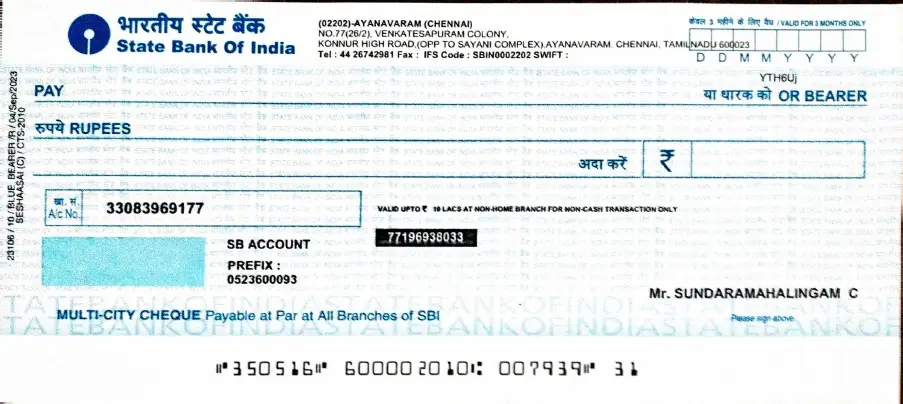 भारतीय स्टेट बैंक
State Bank Of India
(02202)-AYANAVARAM (CHENNAI)
NO.77(26/2), VENKATESAPURAM COLONY,
KONNUR HIGH ROAD,(OPP TO SAYANI COMPLEX),AYANAVARAM. CHENNAI, TAMILNADU 600023
Tel : 44 26742981 Fax : IFS Code : SBIN0002202 SWIFT :
केवल 3 महीने के लिए वैध / VALID FOR 3 MONTHS ONLY
D D M M Y Y Y Y
YTH6Uj
PAY
या धारक को OR BEARER
रुपये RUPEES
अदा करें ₹
खा. सं.
A/c No.
33083969177
VALID UPTO ₹ 10 LACS AT NON-HOME BRANCH FOR NON-CASH TRANSACTION ONLY
77196938033
SB ACCOUNT
PREFIX :
0523600093
Mr. SUNDARAMAHALINGAM C
Please sign above
MULTI-CITY CHEQUE Payable at Par at All Branches of SBI
TATEBANKOFINDIASTATEBANKOFINDIASTATEBANKOF
TATEBANKOFINDIASTATEBANKOFINDIASTATEBANKOF
⑈350516⑈ 600002010⑆ 007939⑈ 31
23106 / 10 / BLUE_BEARER /R / 04/Sep/2023
SESHAASAI (C) / CTS-2010